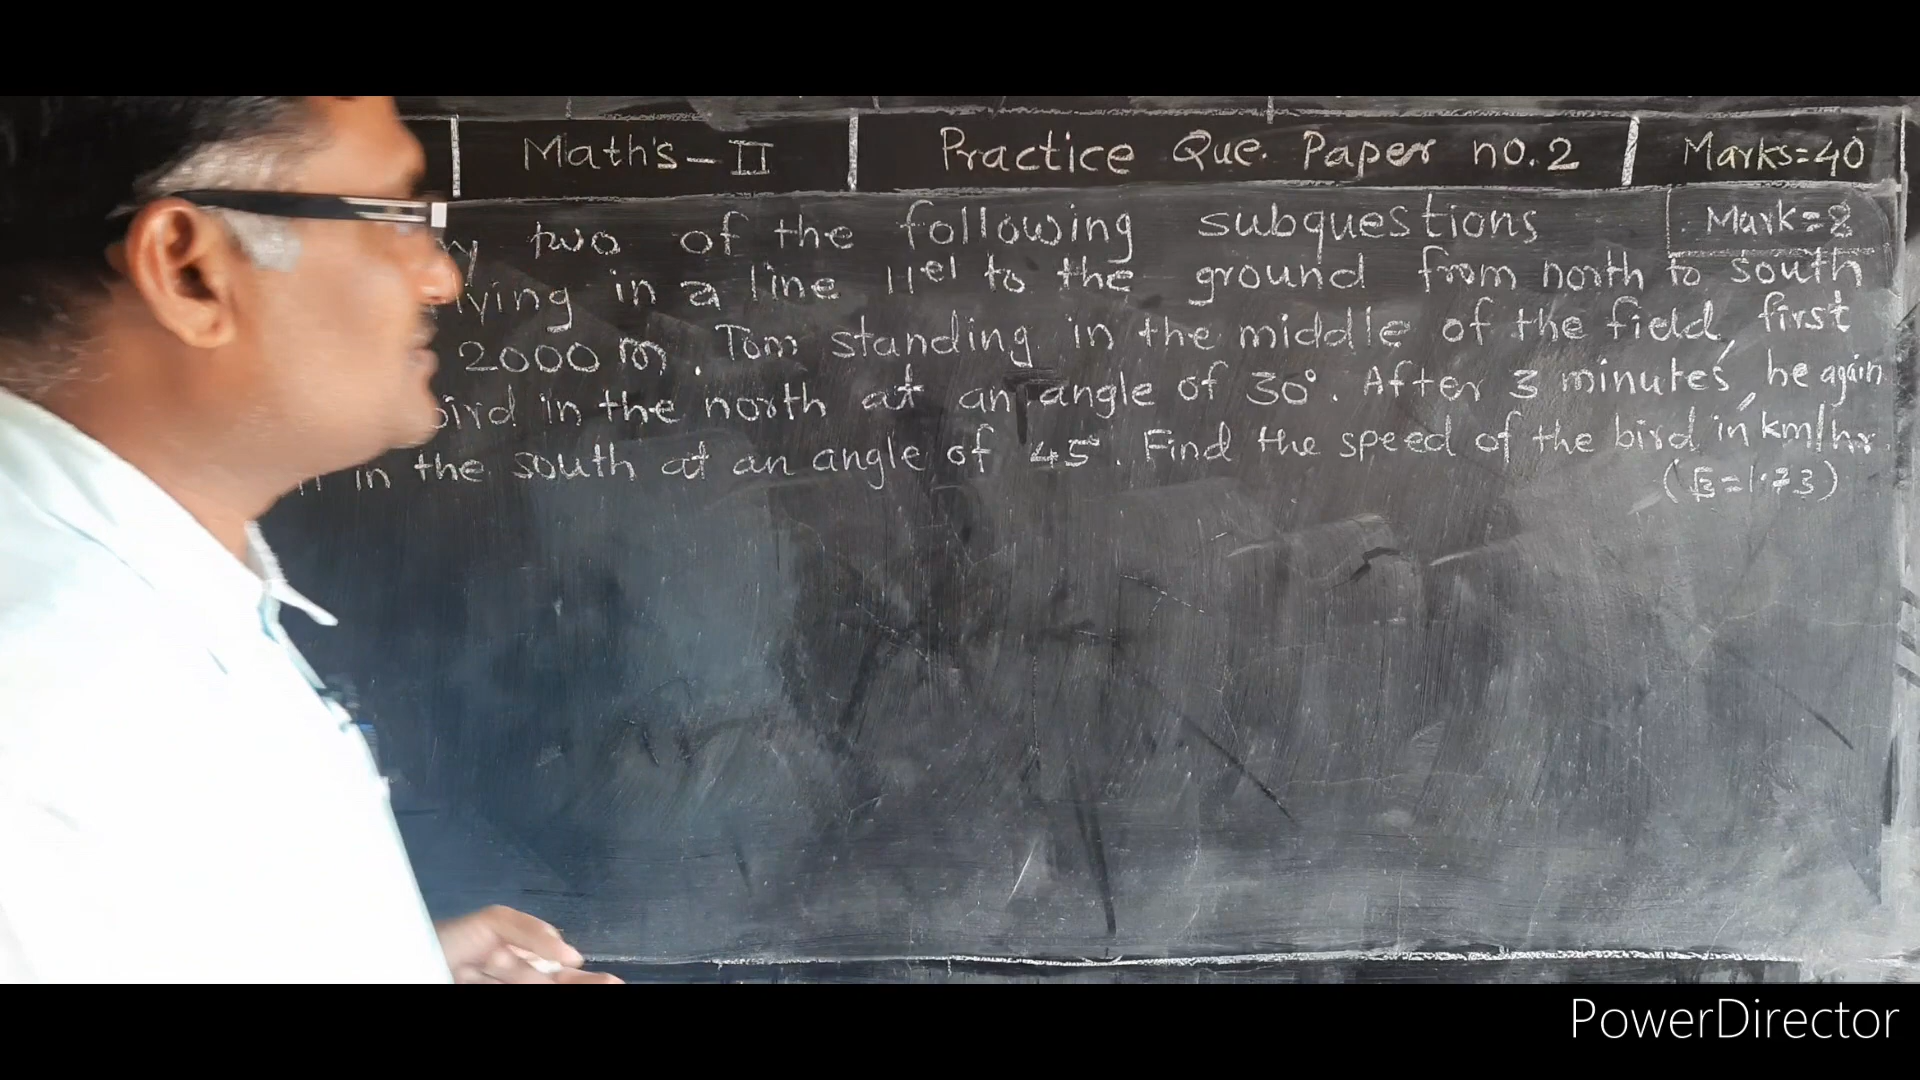 Math's - II Practice Que. Paper no. 2 Marks=40
two of the following subquestions Mark=8
lying in a line ||el to the ground from north to south
2000 m. Tom standing in the middle of the field, first
bird in the north at an angle of 30°. After 3 minutes, he again
in the south at an angle of 45°. Find the speed of the bird in km/hr.
(√3=1.73)
PowerDirector